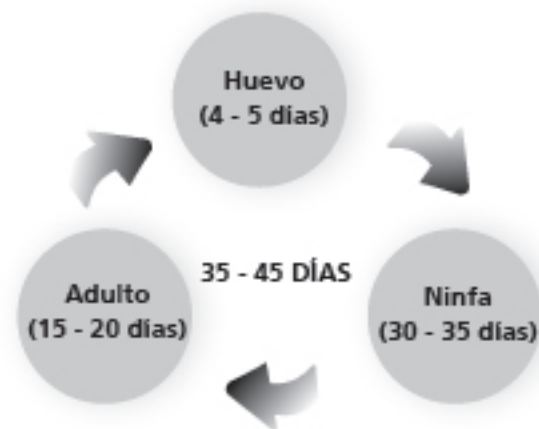 Huevo
(4 - 5 días)
35 - 45 DÍAS
Adulto
(15 - 20 días)
Ninfa
(30 - 35 días)